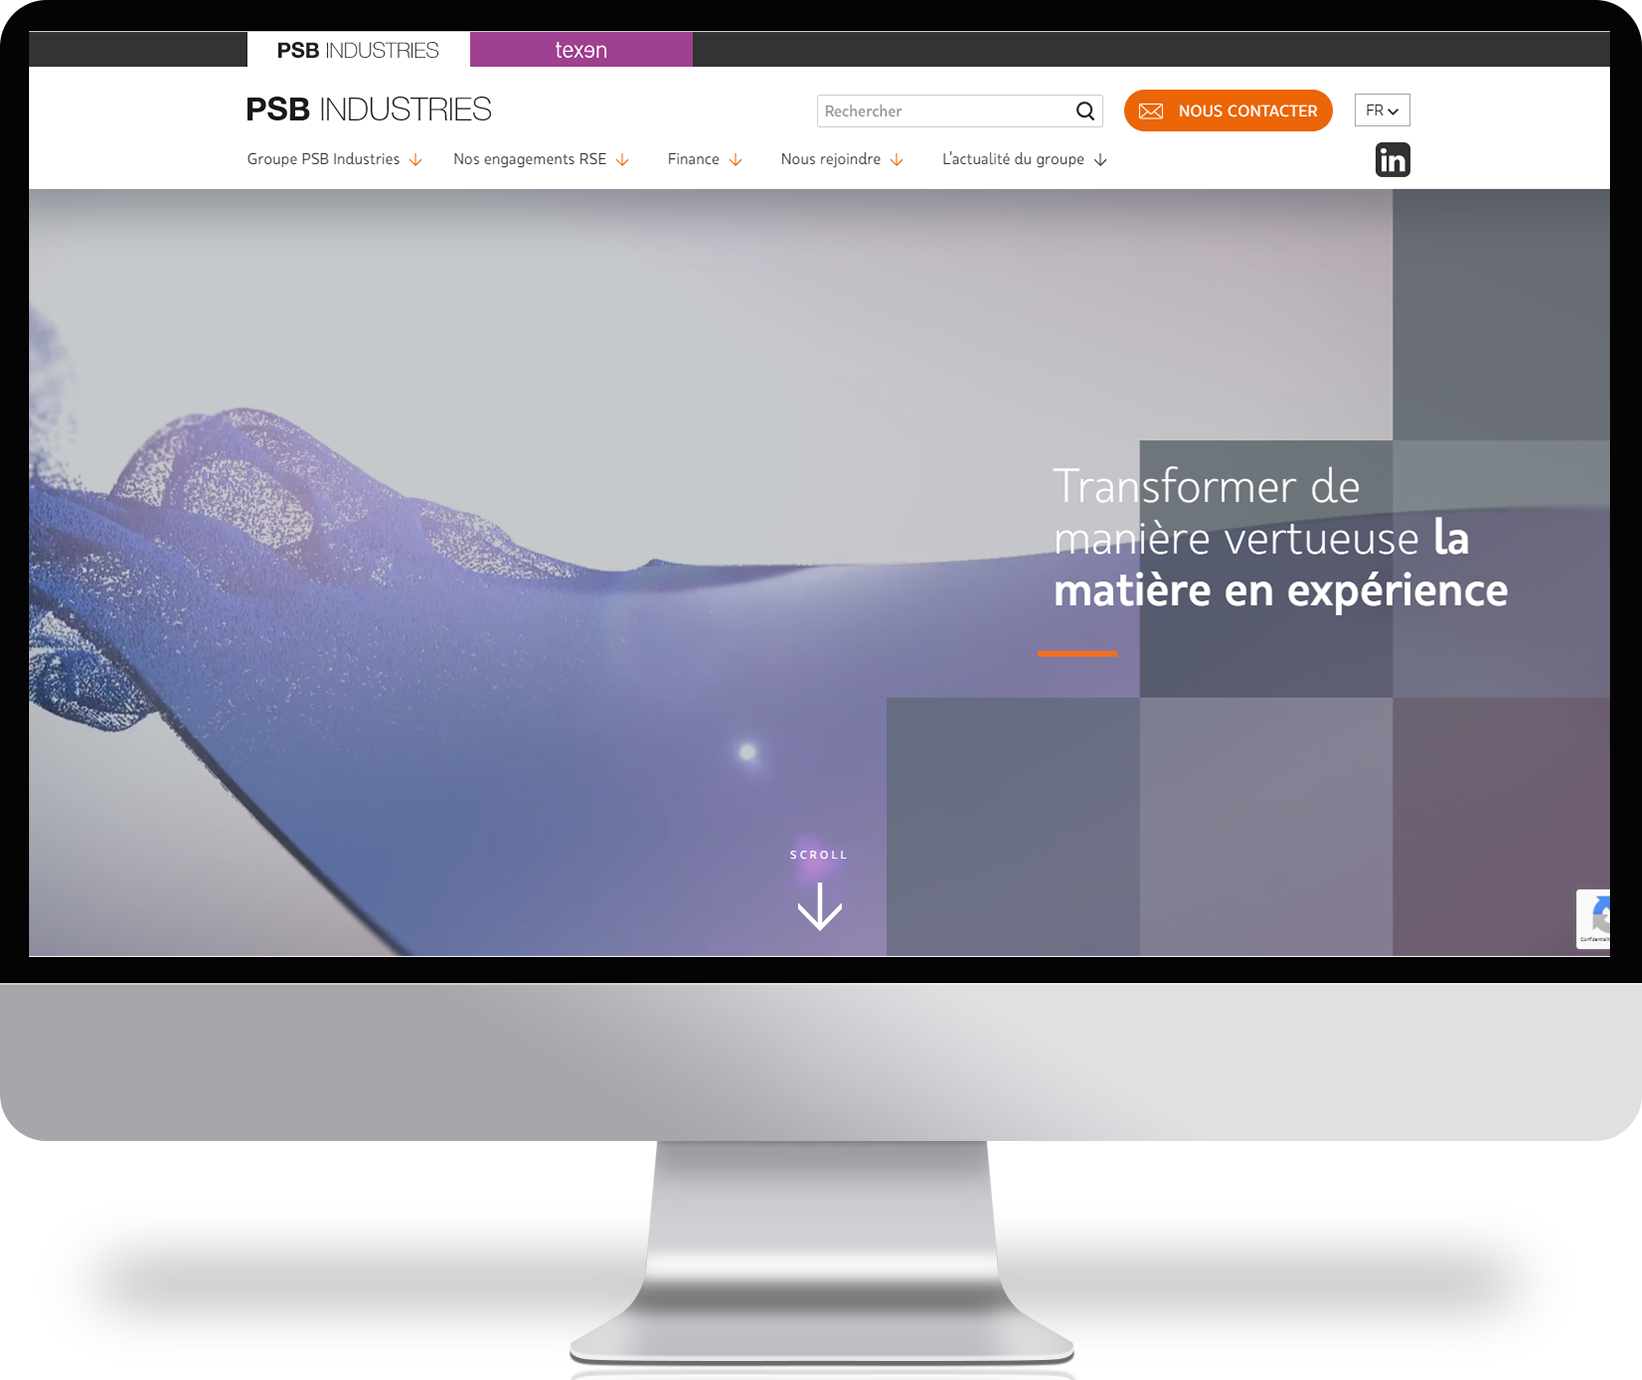 PSB INDUSTRIES
texen
PSB INDUSTRIES
Rechercher
NOUS CONTACTER
FR
Groupe PSB Industries
Nos engagements RSE
Finance
Nous rejoindre
L'actualité du groupe
in
Transformer de
manière vertueuse la
matière en expérience
SCROLL